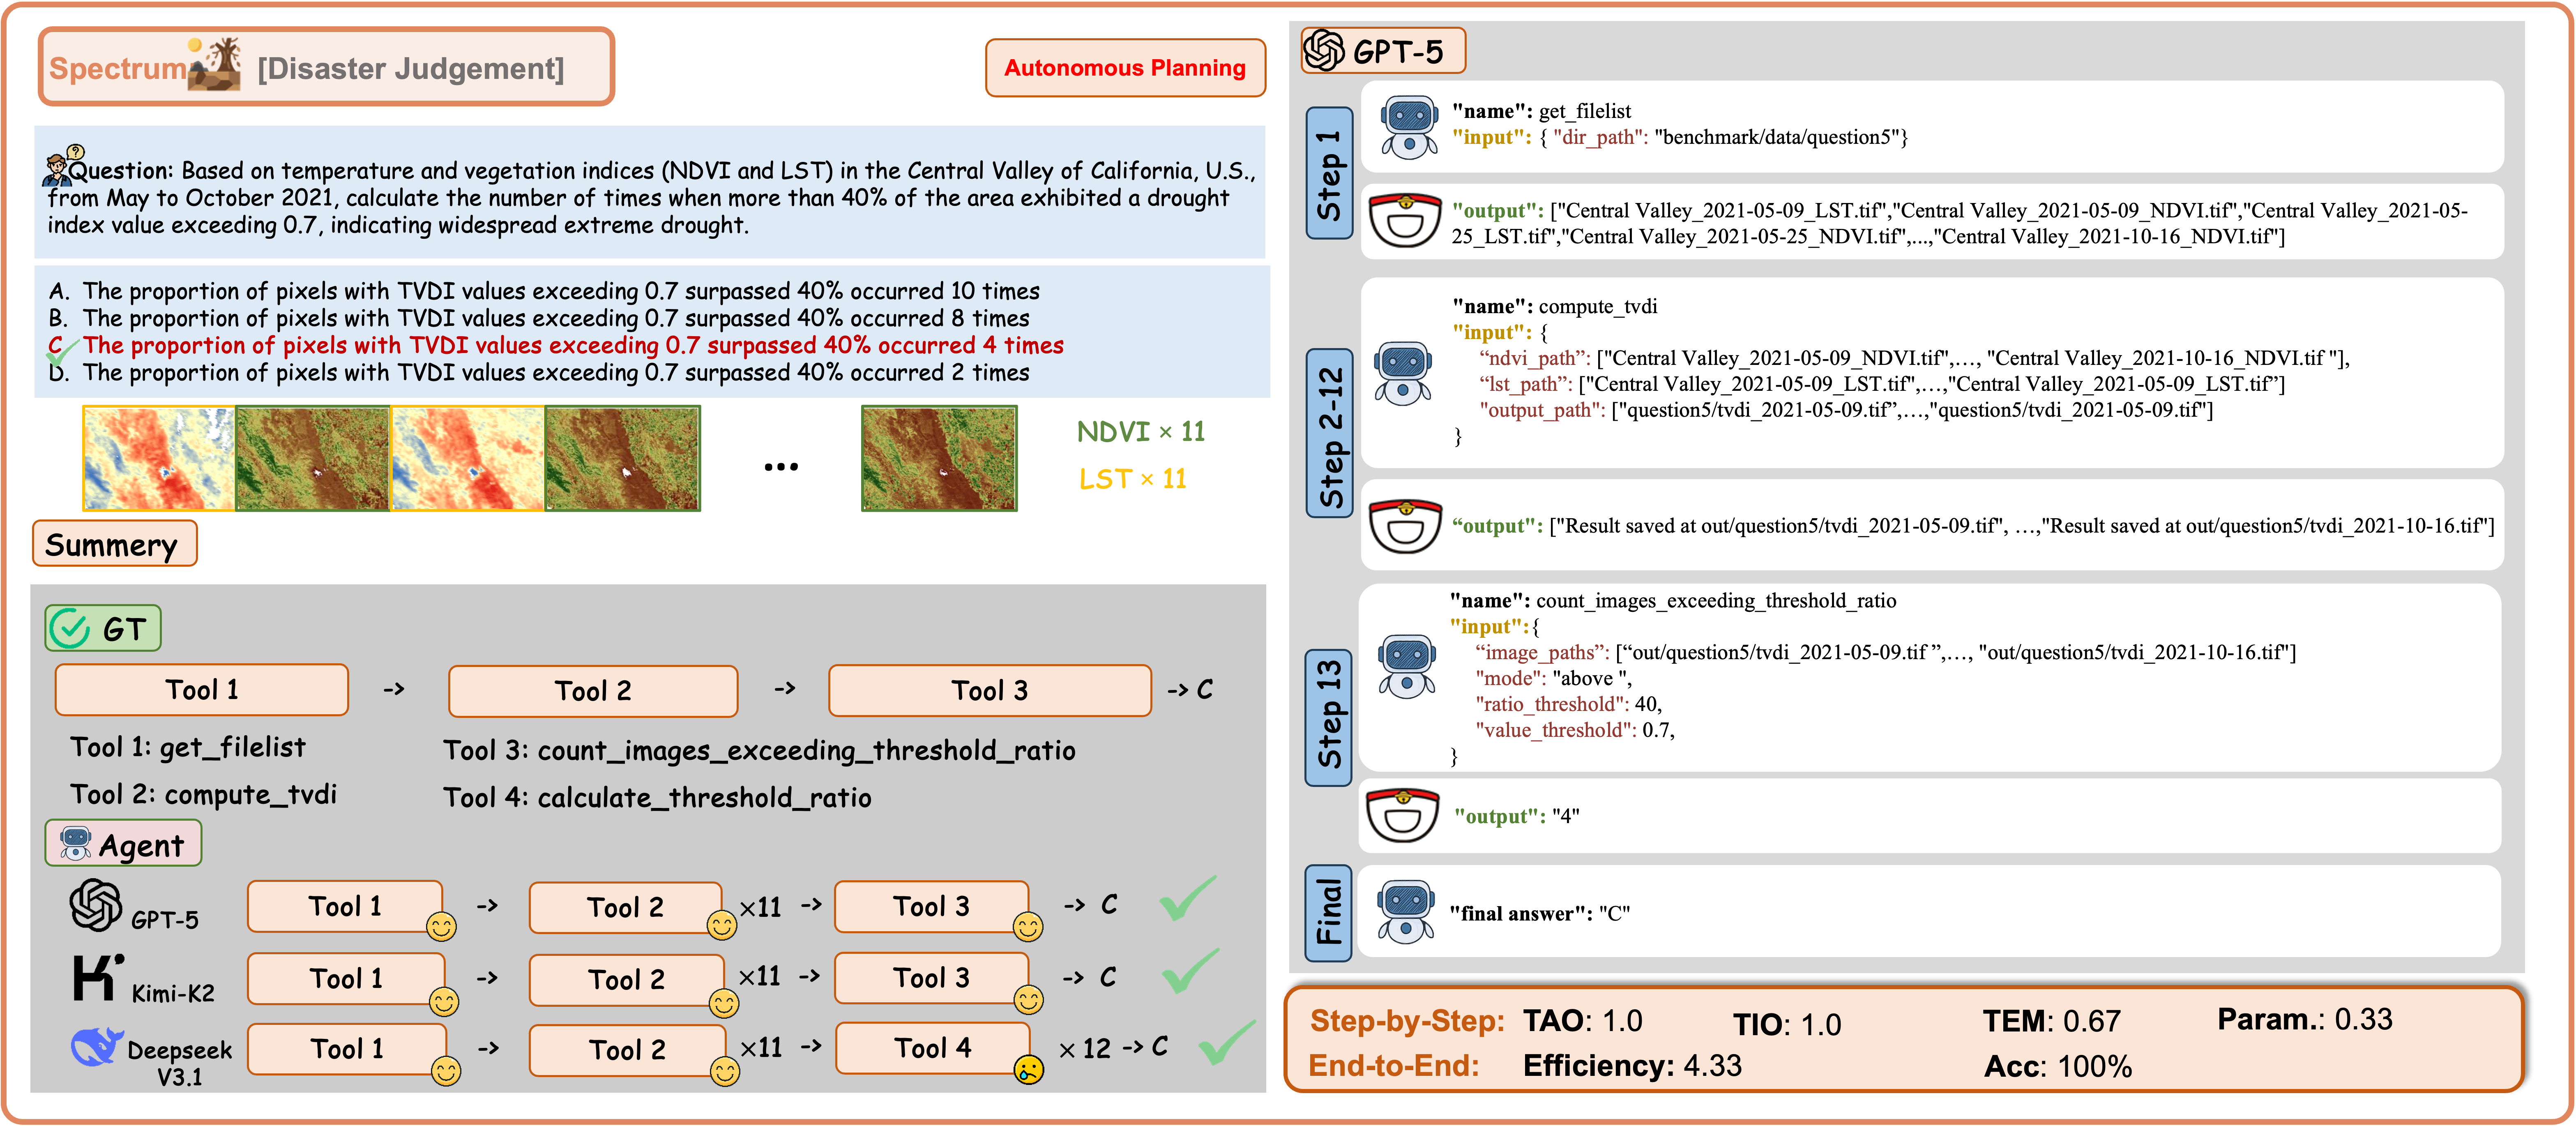 Spectrum [Disaster Judgement]
Autonomous Planning
Question: Based on temperature and vegetation indices (NDVI and LST) in the Central Valley of California, U.S.,
from May to October 2021, calculate the number of times when more than 40% of the area exhibited a drought
index value exceeding 0.7, indicating widespread extreme drought.
A. The proportion of pixels with TVDI values exceeding 0.7 surpassed 40% occurred 10 times
B. The proportion of pixels with TVDI values exceeding 0.7 surpassed 40% occurred 8 times
C. The proportion of pixels with TVDI values exceeding 0.7 surpassed 40% occurred 4 times
D. The proportion of pixels with TVDI values exceeding 0.7 surpassed 40% occurred 2 times
...
NDVI × 11
LST × 11
Summery
GT
Tool 1 -> Tool 2 -> Tool 3 -> C
Tool 1: get_filelist
Tool 3: count_images_exceeding_threshold_ratio
Tool 2: compute_tvdi
Tool 4: calculate_threshold_ratio
Agent
GPT-5 Tool 1 -> Tool 2 ×11 -> Tool 3 -> C
Kimi-K2 Tool 1 -> Tool 2 ×11 -> Tool 3 -> C
Deepseek V3.1 Tool 1 -> Tool 2 ×11 -> Tool 4 × 12 -> C
GPT-5
Step 1
"name": get_filelist
"input": { "dir_path": "benchmark/data/question5"}
"output": ["Central Valley_2021-05-09_LST.tif","Central Valley_2021-05-09_NDVI.tif","Central Valley_2021-05-
25_LST.tif","Central Valley_2021-05-25_NDVI.tif",...,"Central Valley_2021-10-16_NDVI.tif"]
Step 2-12
"name": compute_tvdi
"input": {
“ndvi_path”: ["Central Valley_2021-05-09_NDVI.tif",…, "Central Valley_2021-10-16_NDVI.tif "],
“lst_path”: ["Central Valley_2021-05-09_LST.tif",…,"Central Valley_2021-05-09_LST.tif”]
"output_path": ["question5/tvdi_2021-05-09.tif”,…,"question5/tvdi_2021-05-09.tif"]
}
“output": ["Result saved at out/question5/tvdi_2021-05-09.tif", …,"Result saved at out/question5/tvdi_2021-10-16.tif"]
Step 13
"name": count_images_exceeding_threshold_ratio
"input":{
“image_paths”: [“out/question5/tvdi_2021-05-09.tif ”,…, "out/question5/tvdi_2021-10-16.tif"]
"mode": "above ",
"ratio_threshold": 40,
"value_threshold": 0.7,
}
"output": "4"
Final
"final answer": "C"
Step-by-Step: TAO: 1.0 TIO: 1.0 TEM: 0.67 Param.: 0.33
End-to-End: Efficiency: 4.33 Acc: 100%